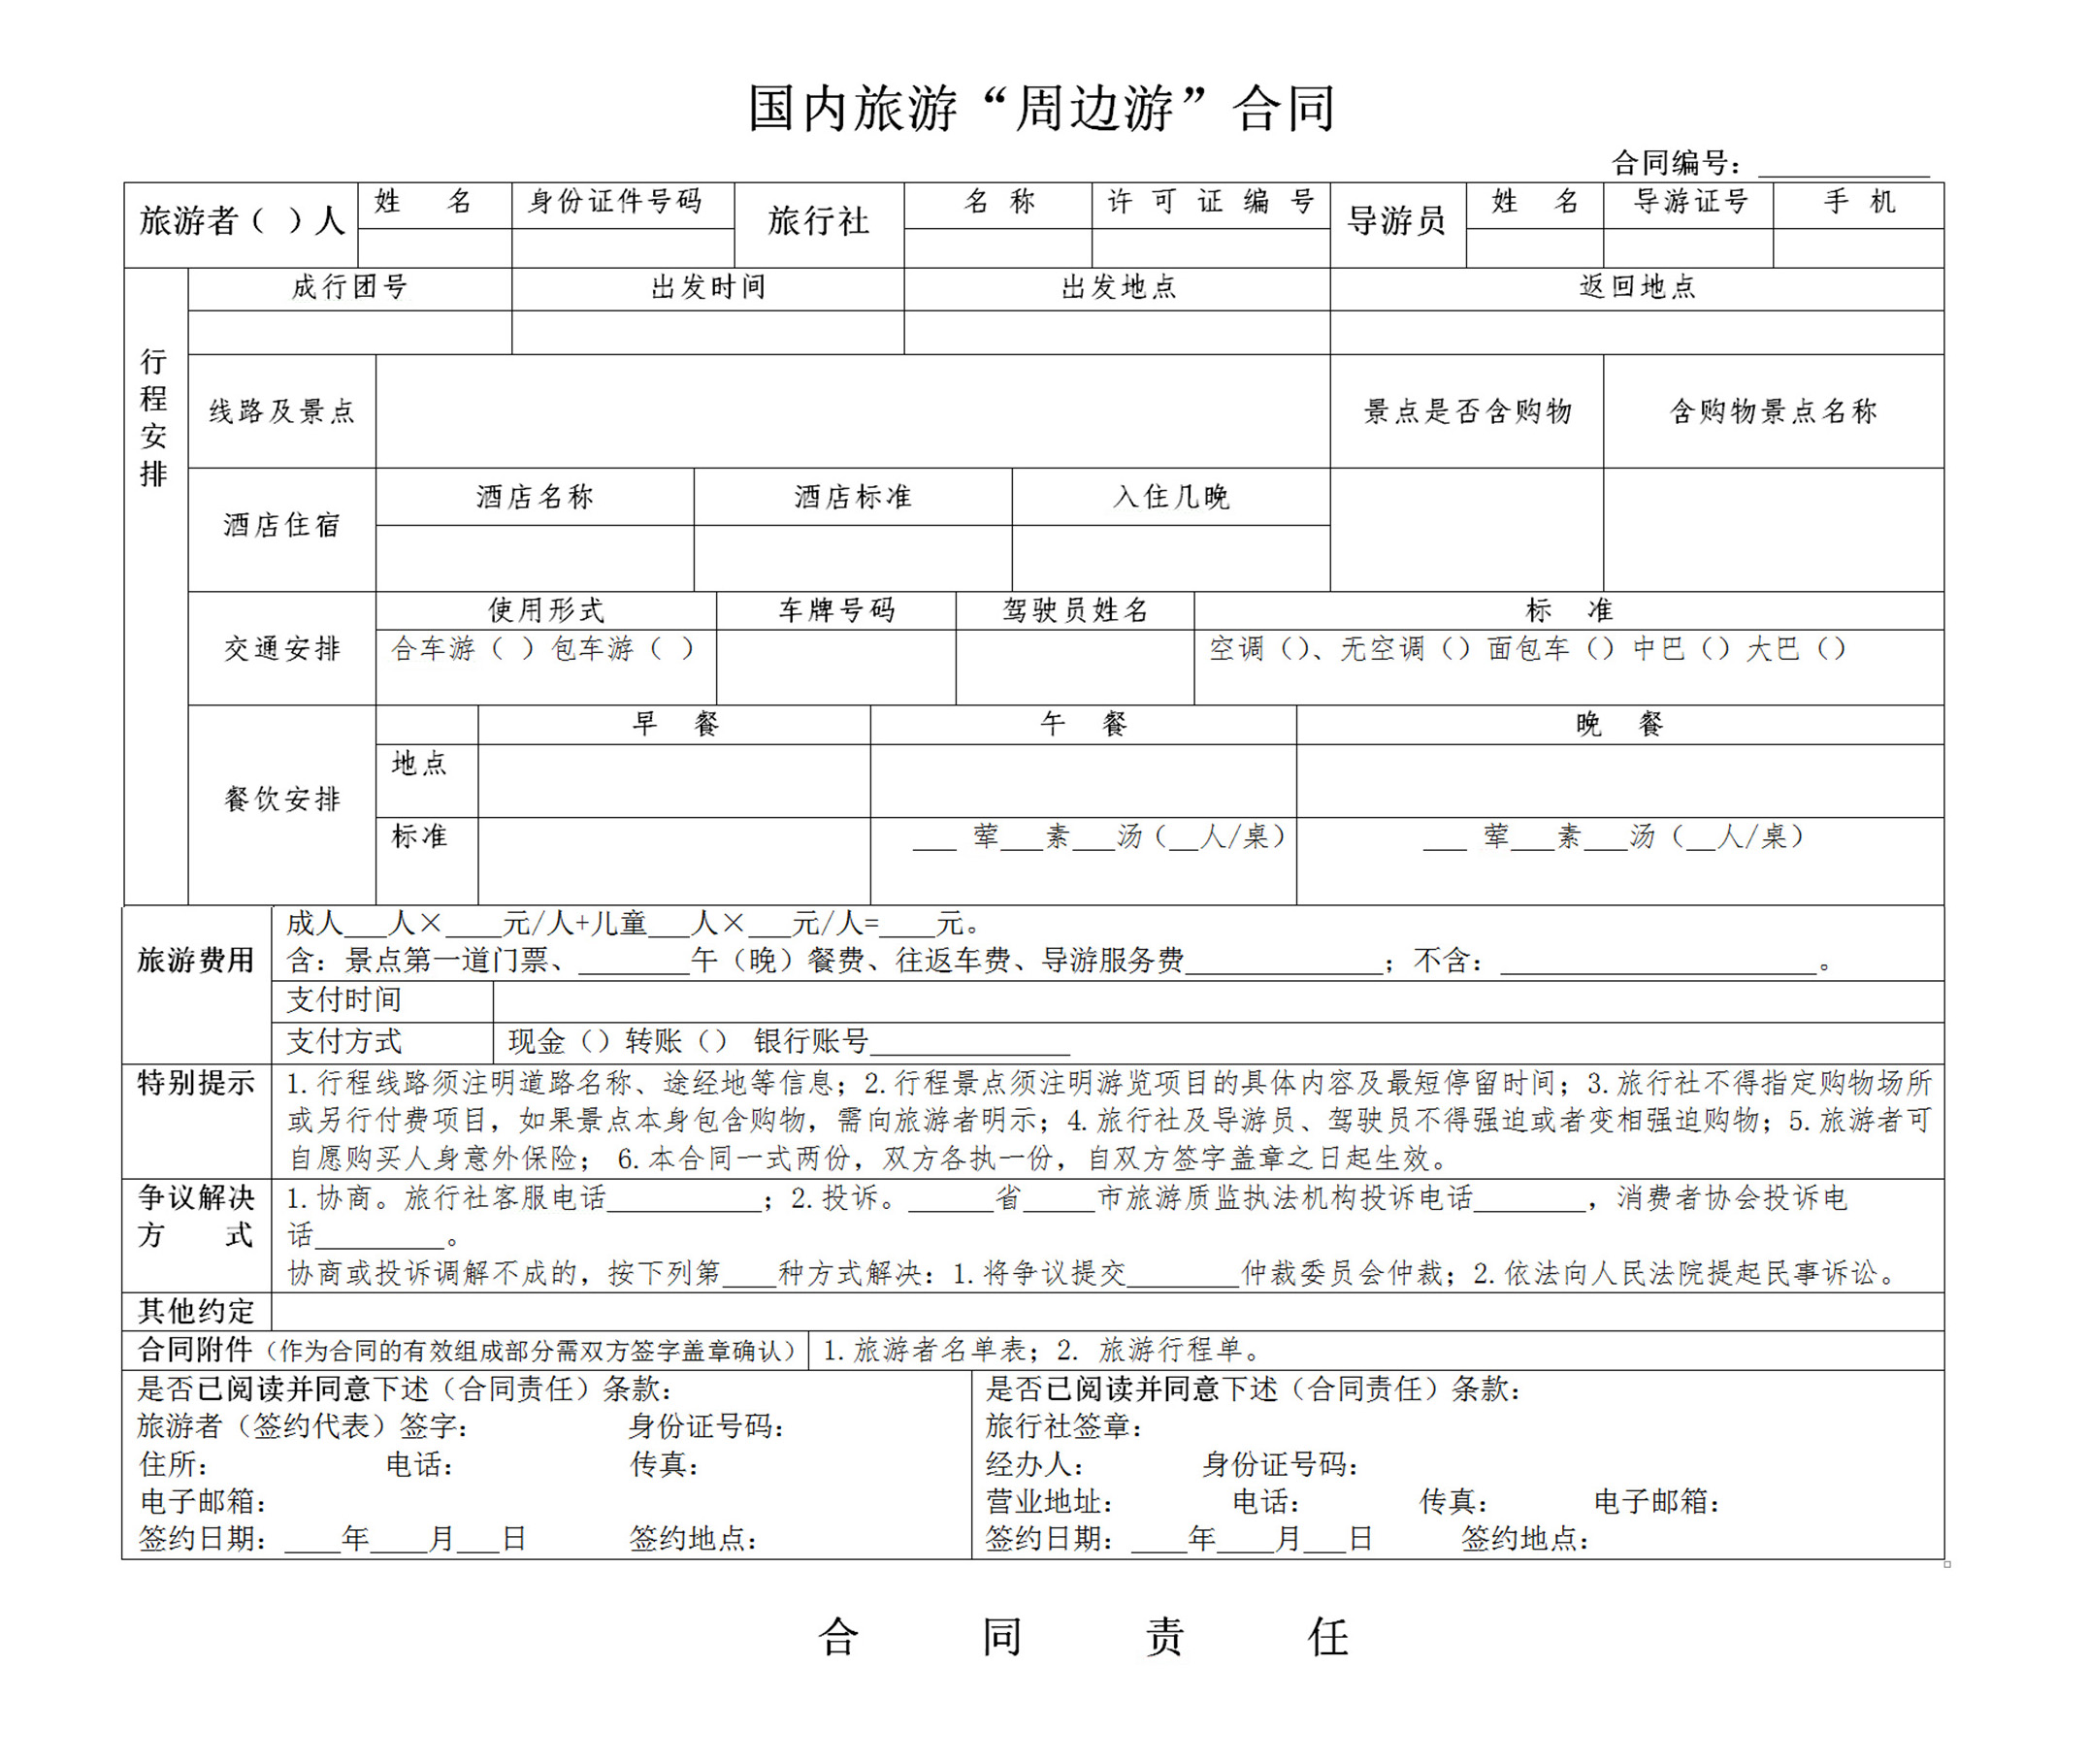 国内旅游“周边游”合同
合同编号：____________
旅游者（ ）人
姓 名
身份证件号码
旅行社
名 称
许 可 证 编 号
导游员
姓 名
导游证号
手 机
行程安排
成行团号
出发时间
出发地点
返回地点
线路及景点
景点是否含购物
含购物景点名称
酒店住宿
酒店名称
酒店标准
入住几晚
交通安排
使用形式
车牌号码
驾驶员姓名
标 准
合车游（ ）包车游（ ）
空调（）、无空调（）面包车（）中巴（）大巴（）
餐饮安排
早 餐
午 餐
晚 餐
地点
标准
___ 荤___素___汤（__人/桌）
___ 荤___素___汤（__人/桌）
旅游费用
成人___人×____元/人+儿童___人×___元/人=____元。
含：景点第一道门票、________午（晚）餐费、往返车费、导游服务费______________；不含：______________________。
支付时间
支付方式
现金（）转账（） 银行账号______________
特别提示
1.行程线路须注明道路名称、途经地等信息；2.行程景点须注明游览项目的具体内容及最短停留时间；3.旅行社不得指定购物场所
或另行付费项目，如果景点本身包含购物，需向旅游者明示；4.旅行社及导游员、驾驶员不得强迫或者变相强迫购物；5.旅游者可
自愿购买人身意外保险； 6.本合同一式两份，双方各执一份，自双方签字盖章之日起生效。
争议解决
方 式
1.协商。旅行社客服电话___________；2.投诉。______省_____市旅游质监执法机构投诉电话________，消费者协会投诉电
话_________。
协商或投诉调解不成的，按下列第____种方式解决：1.将争议提交________仲裁委员会仲裁；2.依法向人民法院提起民事诉讼。
其他约定
合同附件（作为合同的有效组成部分需双方签字盖章确认）
1.旅游者名单表；2. 旅游行程单。
是否已阅读并同意下述（合同责任）条款：
旅游者（签约代表）签字： 身份证号码：
住所： 电话： 传真：
电子邮箱：
签约日期：____年____月___日 签约地点：
是否已阅读并同意下述（合同责任）条款：
旅行社签章：
经办人： 身份证号码：
营业地址： 电话： 传真： 电子邮箱：
签约日期：____年____月___日 签约地点：
合 同 责 任